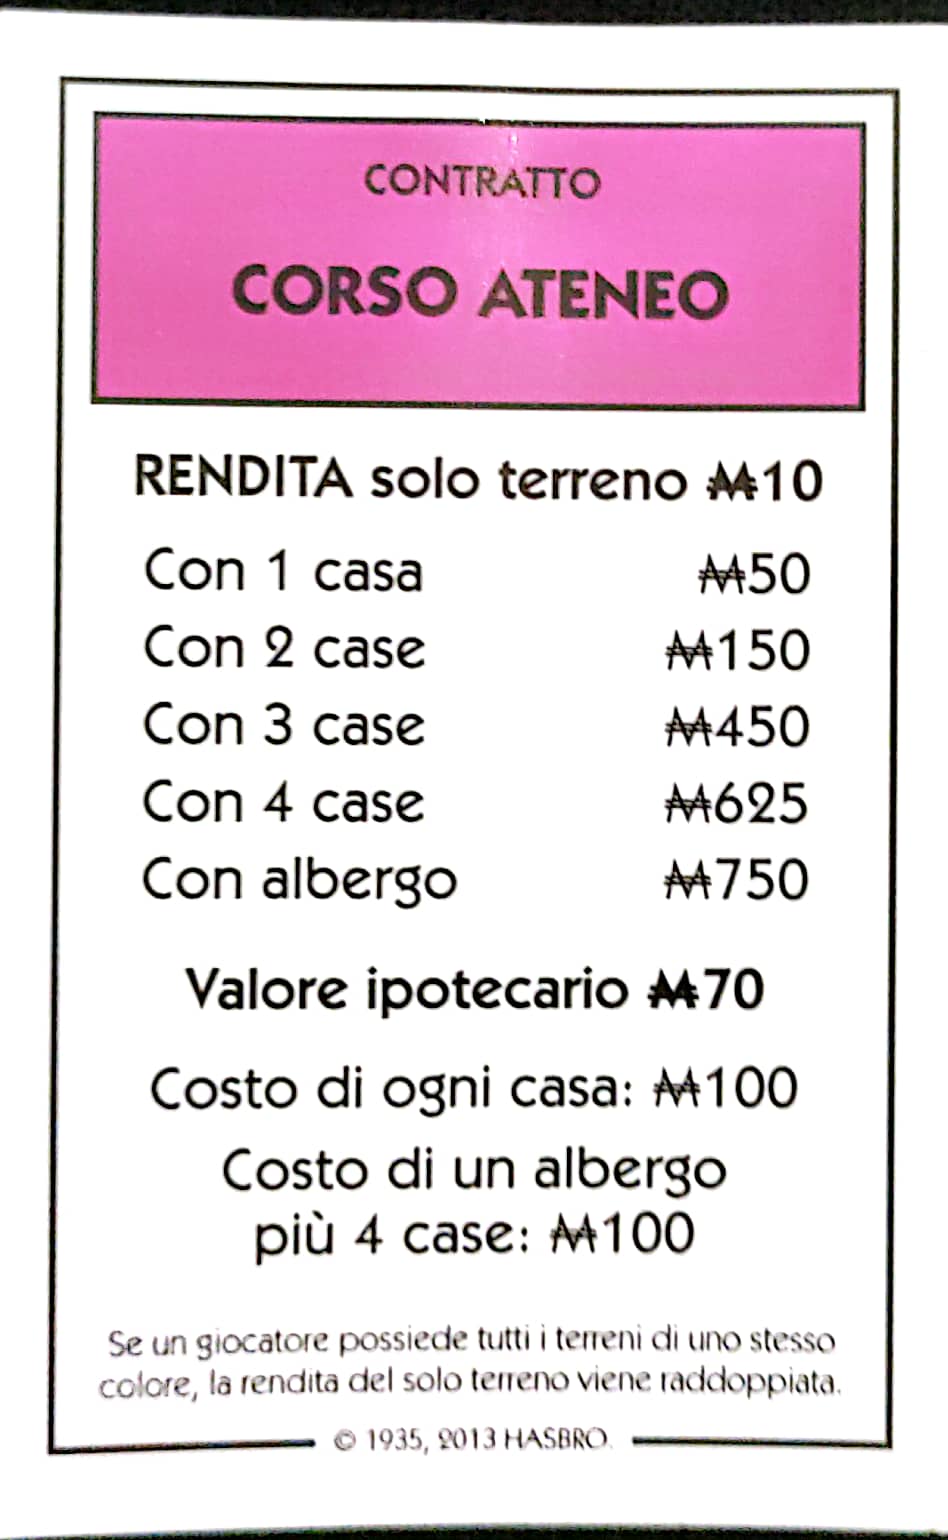 CONTRATTO
CORSO ATENEO
RENDITA solo terreno ₩10
Con 1 casa ₩50
Con 2 case ₩150
Con 3 case ₩450
Con 4 case ₩625
Con albergo ₩750
Valore ipotecario ₩70
Costo di ogni casa: ₩100
Costo di un albergo
più 4 case: ₩100
Se un giocatore possiede tutti i terreni di uno stesso
colore, la rendita del solo terreno viene raddoppiata.
© 1935, 2013 HASBRO.